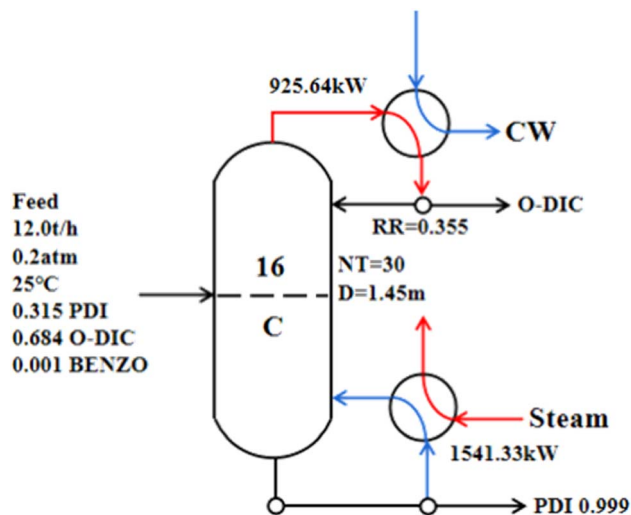 925.64kW
CW
Feed
12.0t/h
0.2atm
25°C
0.315 PDI
0.684 O-DIC
0.001 BENZO
O-DIC
RR=0.355
16
NT=30
D=1.45m
C
Steam
1541.33kW
PDI 0.999